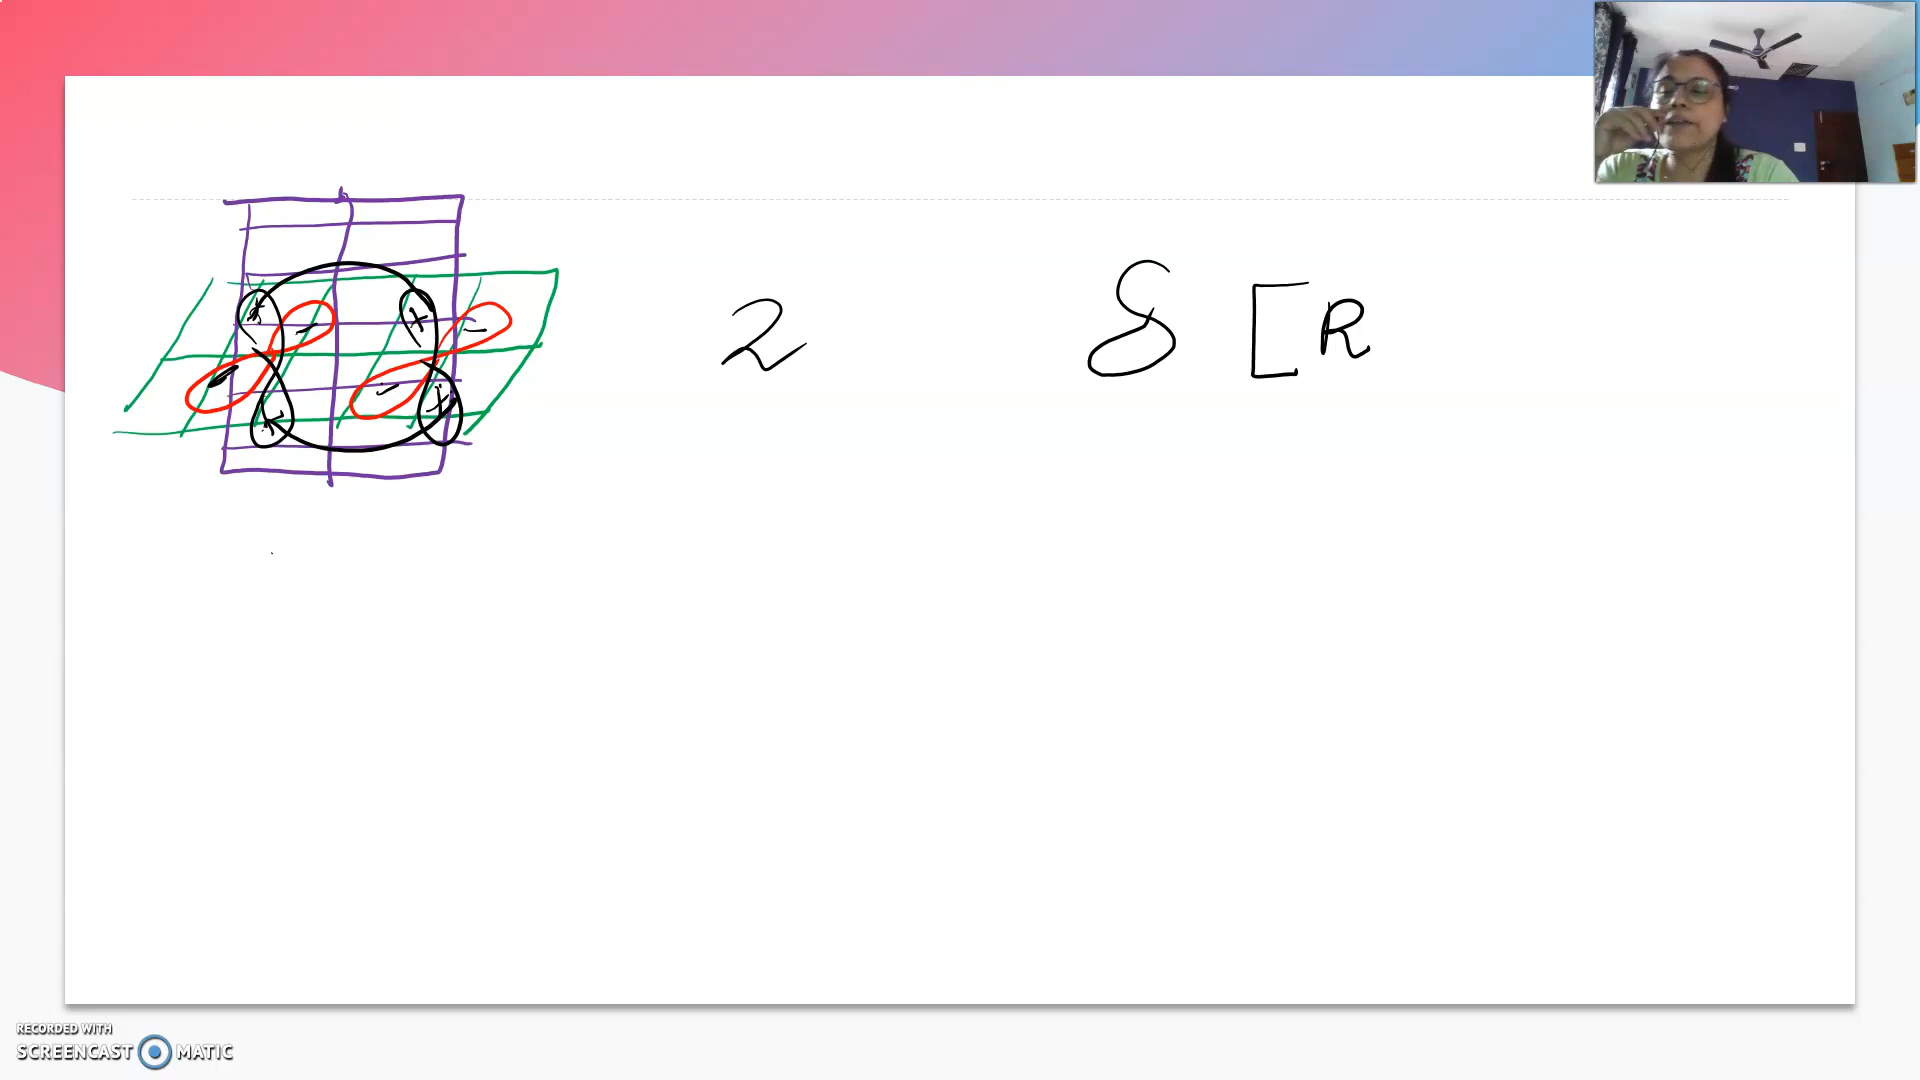 + - + -
- + - +
2 δ [R
RECORDED WITH
SCREENCAST MATIC